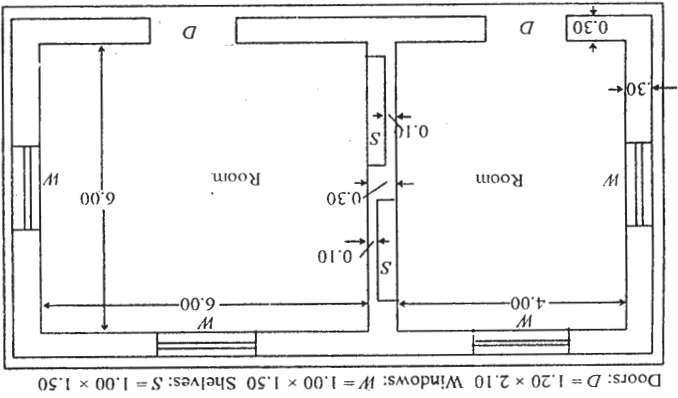 Doors: D = 1.20 × 2.10 Windows: W = 1.00 × 1.50 Shelves: S = 1.00 × 1.50
W W
4.00 6.00
S
0.10
0.30 6.00
W Room Room W
S
0.10
0.30
0.30 D D